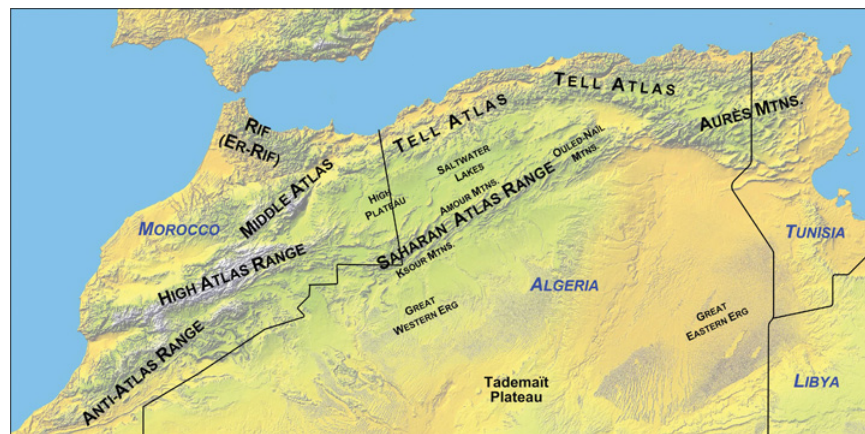 TELL ATLAS
TELL ATLAS
AURÈS MTNS.
RIF
(ER-RIF)
SALTWATER
LAKES
OULED-NAÏL
MTNS.
MIDDLE ATLAS
HIGH
PLATEAU
AMOUR MTNS.
SAHARAN ATLAS RANGE
KSOUR MTNS.
MOROCCO
TUNISIA
HIGH ATLAS RANGE
ALGERIA
GREAT
WESTERN ERG
GREAT
EASTERN ERG
ANTI-ATLAS RANGE
Tademaït
Plateau
LIBYA